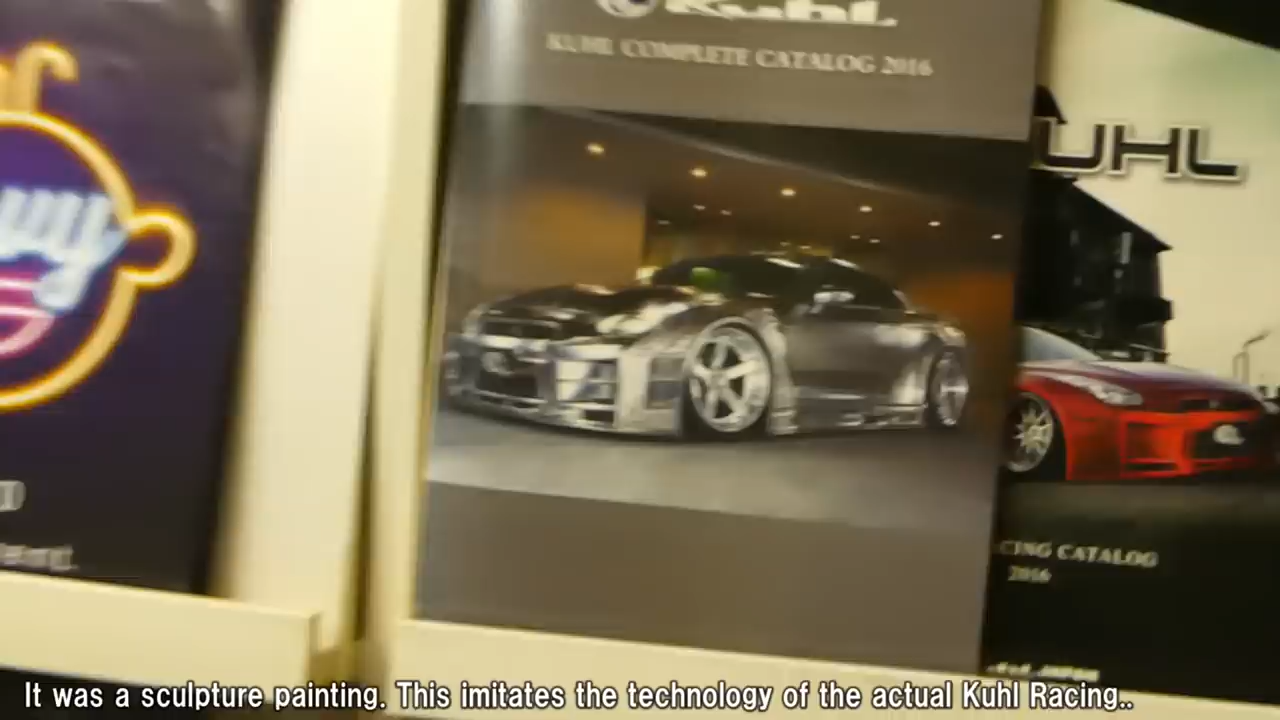 Kuhl
KUHL COMPLETE CATALOG 2016
UHL
CING CATALOG
2016
It was a sculpture painting. This imitates the technology of the actual Kuhl Racing..